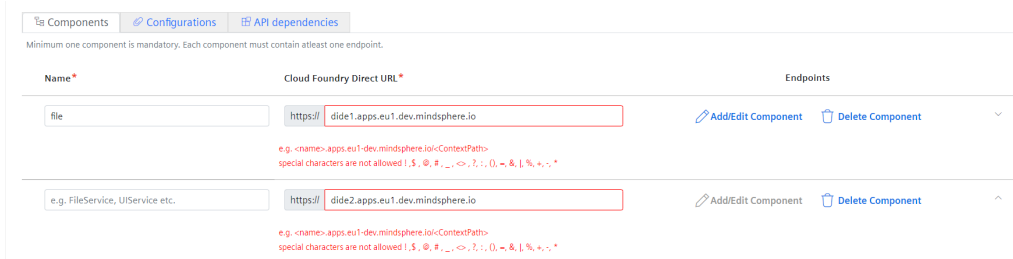 Components Configurations API dependencies
Minimum one component is mandatory. Each component must contain atleast one endpoint.
Name* Cloud Foundry Direct URL* Endpoints
file https:// dide1.apps.eu1.dev.mindsphere.io Add/Edit Component Delete Component
e.g. <name>.apps.eu1-dev.mindsphere.io/<ContextPath>
special characters are not allowed ! ,$ , @, # , _ , <> , ?, : , (), =, &, |, %, +, -, *
e.g. FileService, UIService etc. https:// dide2.apps.eu1.dev.mindsphere.io Add/Edit Component Delete Component
e.g. <name>.apps.eu1-dev.mindsphere.io/<ContextPath>
special characters are not allowed ! ,$ , @, # , _ , <> , ?, : , (), =, &, |, %, +, -, *